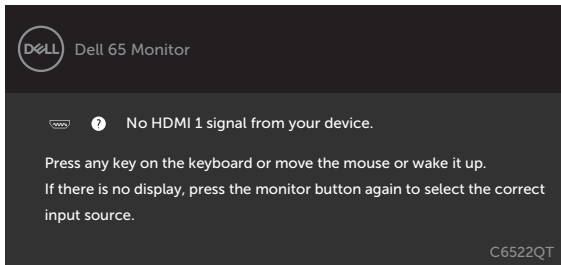 DELL
Dell 65 Monitor
? No HDMI 1 signal from your device.
Press any key on the keyboard or move the mouse or wake it up.
If there is no display, press the monitor button again to select the correct
input source.
C6522QT